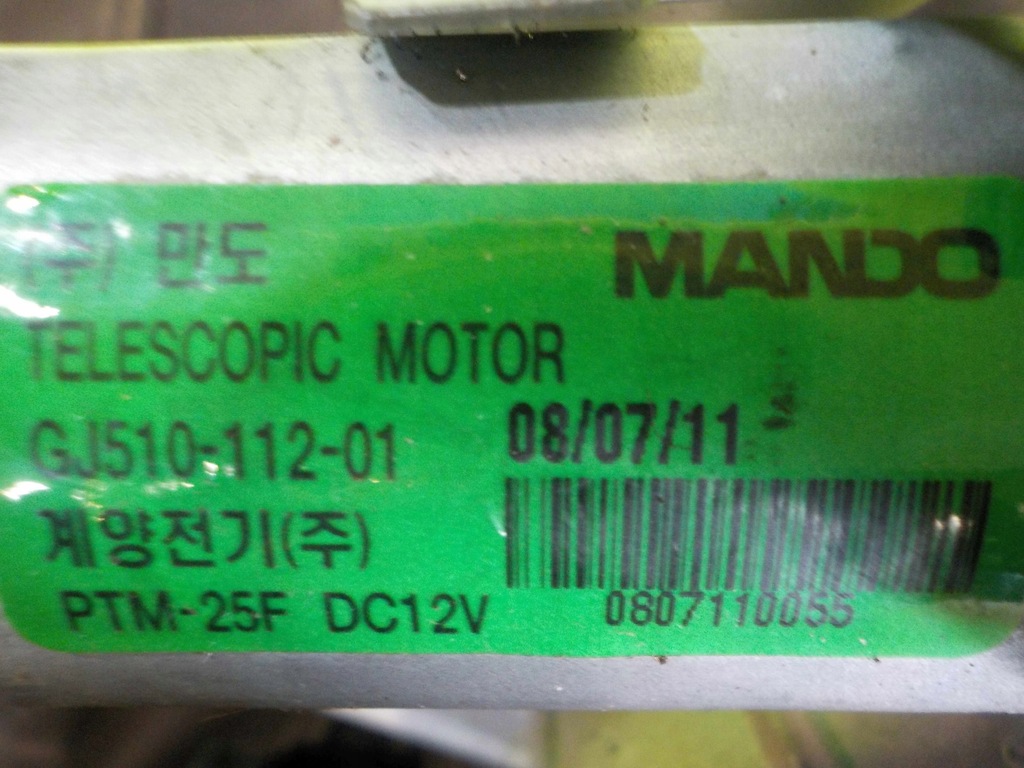 (주) 만도 MANDO
TELESCOPIC MOTOR
GJ510-112-01 08/07/11
계양전기(주)
PTM-25F DC12V 0807110055